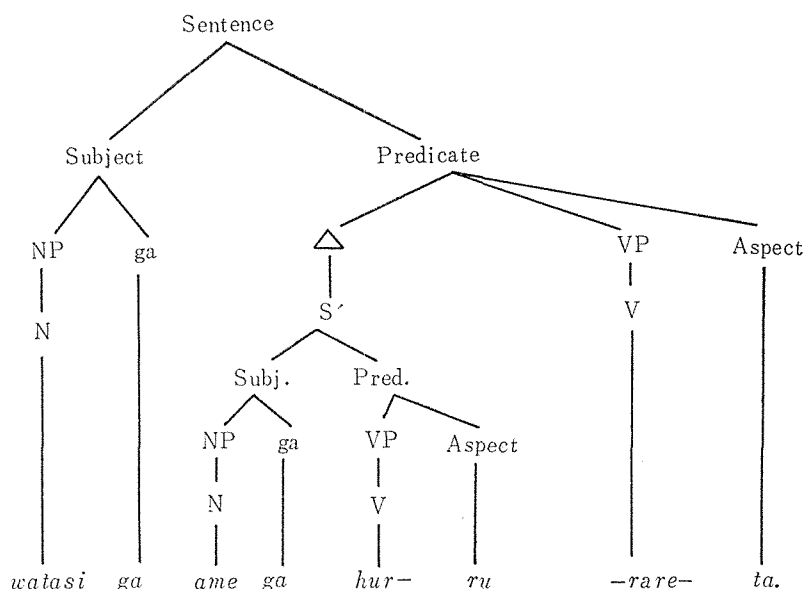 Sentence
Subject Predicate
NP ga △ VP Aspect
N S′ V
Subj. Pred.
NP ga VP Aspect
N V
watasi ga ame ga hur– ru –rare– ta.